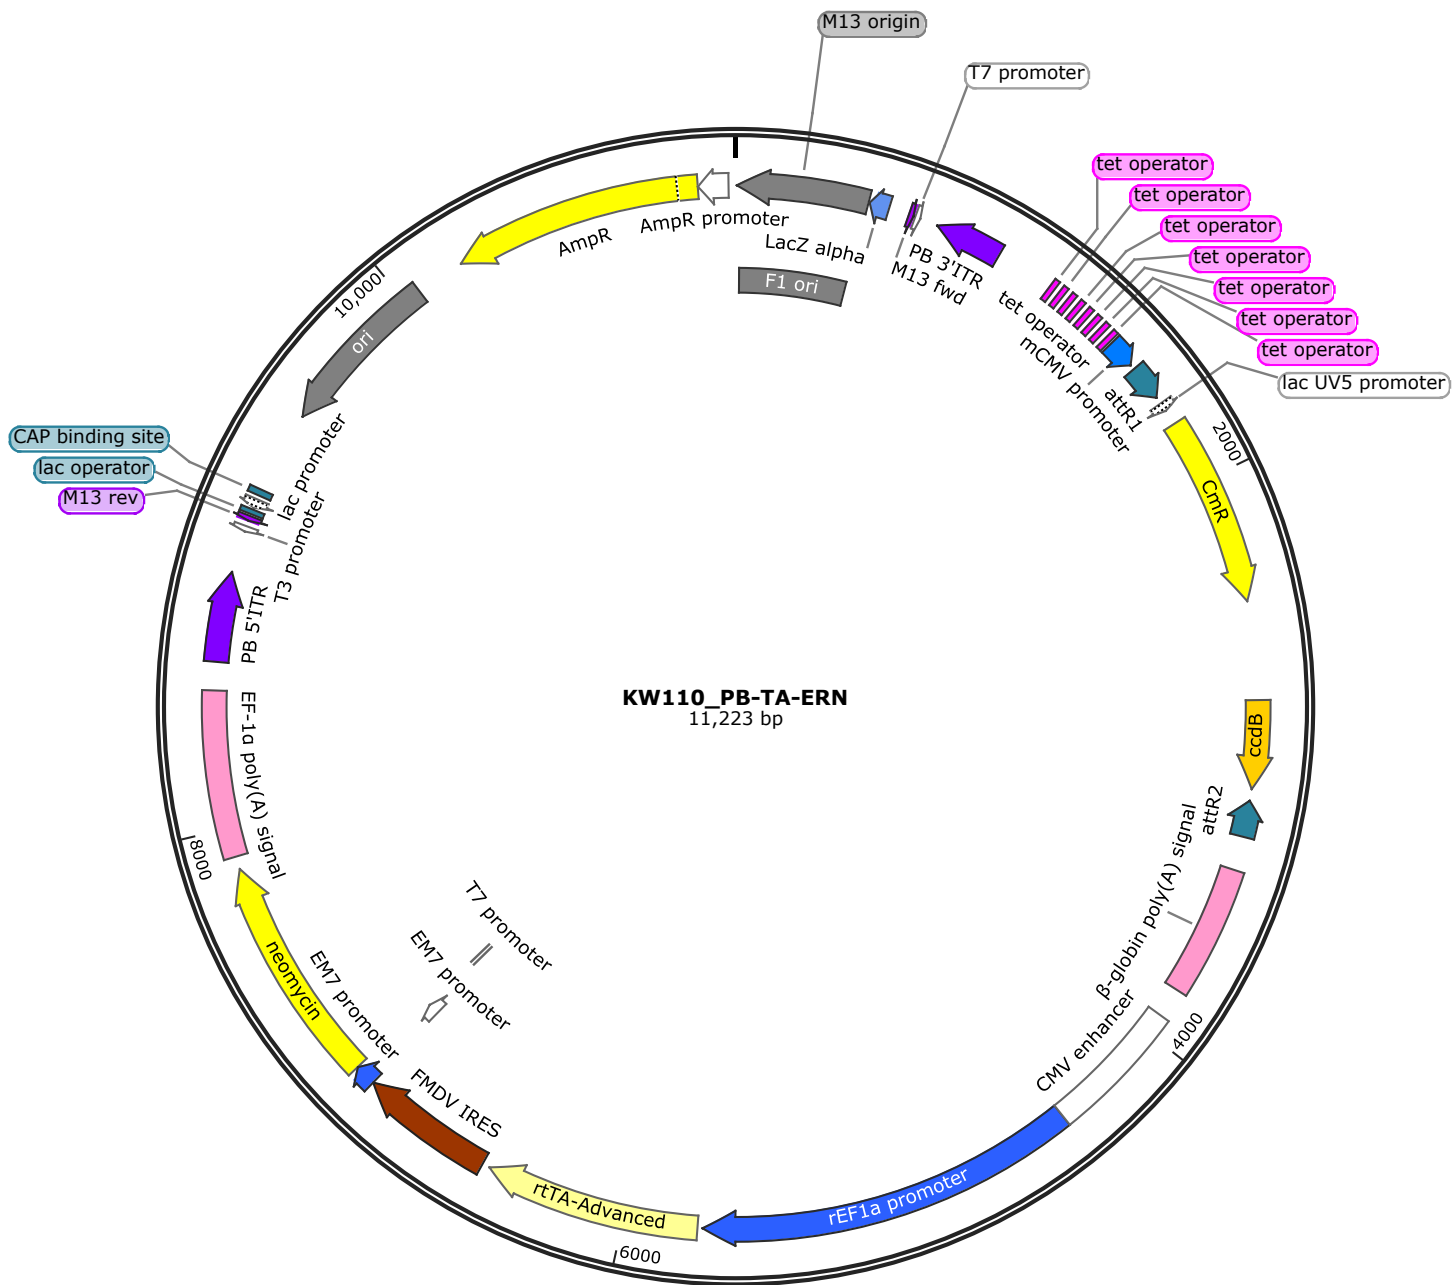 M13 origin
T7 promoter
tet operator
tet operator
tet operator
tet operator
tet operator
tet operator
tet operator
lac UV5 promoter
AmpR promoter
AmpR
LacZ alpha
F1 ori
M13 fwd
PB 3'ITR
tet operator
mCMV promoter
attR1
2000
CmR
10,000
ori
CAP binding site
lac operator
M13 rev
lac promoter
T3 promoter
PB 5'ITR
KW110_PB-TA-ERN
11,223 bp
ccdB
attR2
β-globin poly(A) signal
4000
CMV enhancer
rEF1a promoter
6000
rtTA-Advanced
FMDV IRES
EM7 promoter
neomycin
EM7 promoter
T7 promoter
8000
EF-1α poly(A) signal